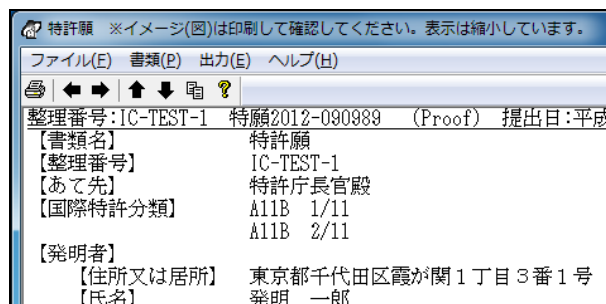 特許願　※イメージ(図)は印刷して確認してください。表示は縮小しています。
ファイル(F)　書類(P)　出力(E)　ヘルプ(H)
整理番号:IC-TEST-1　特願2012-090989　(Proof)　提出日:平成
【書類名】　特許願
【整理番号】　IC-TEST-1
【あて先】　特許庁長官殿
【国際特許分類】　A11B　1/11
A11B　2/11
【発明者】
【住所又は居所】　東京都千代田区霞が関１丁目３番１号
【氏名】　発明　一郎